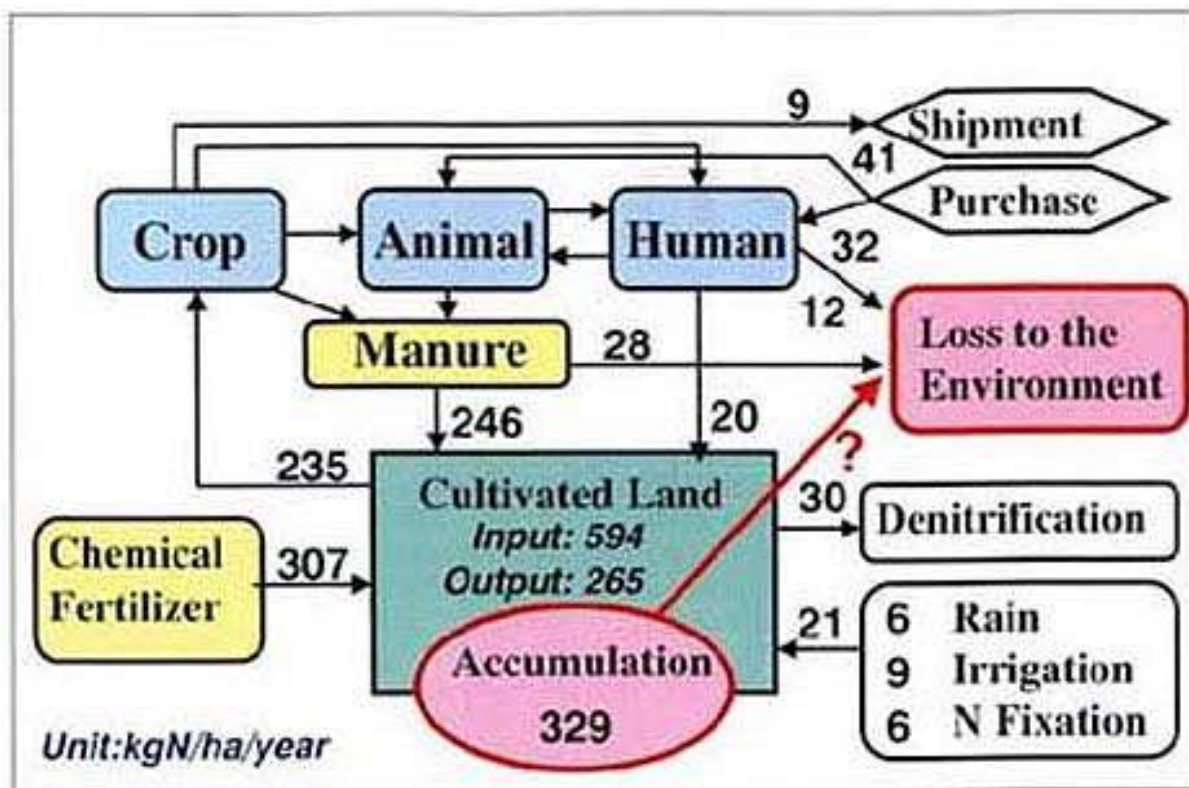 9
Shipment
41
Purchase
Crop
Animal
Human
32
12
Manure
28
Loss to the
Environment
246
20
?
235
Cultivated Land
Input: 594
Output: 265
30
Denitrification
Chemical
Fertilizer
307
21
6 Rain
9 Irrigation
6 N Fixation
Accumulation
329
Unit:kgN/ha/year